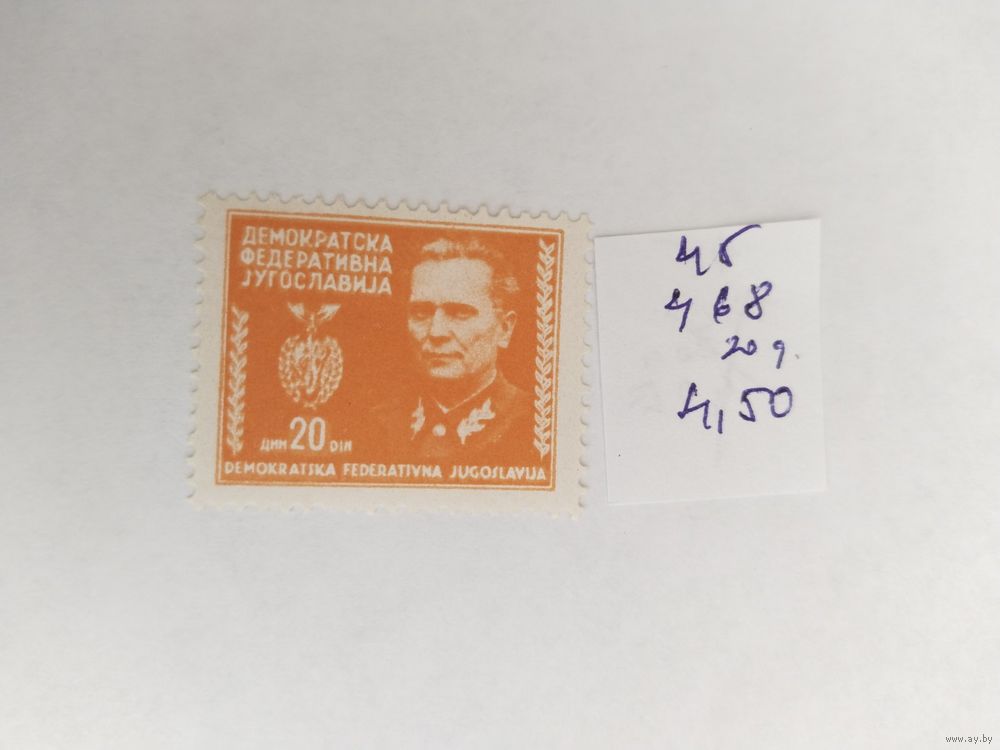 ДЕМОКРАТСКА
ФЕДЕРАТИВНА
ЈУГОСЛАВИЈА
ДИН 20 DIN
DEMOKRATSKA FEDERATIVNA JUGOSLAVIJA
45
468
20 д.
4,50
www.ay.by